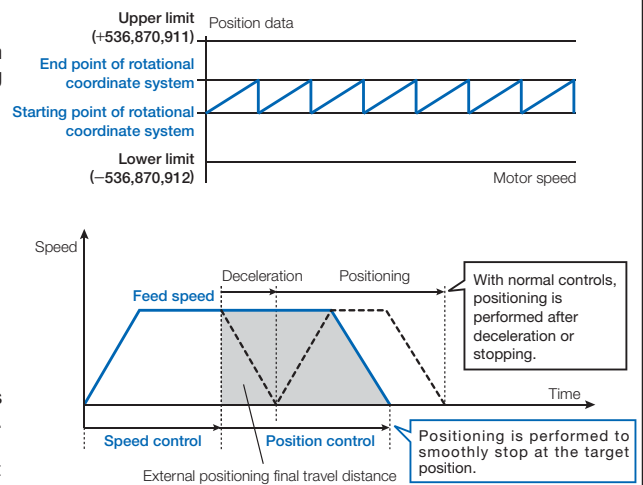 Upper limit
(+536,870,911)
Position data
End point of rotational
coordinate system
Starting point of rotational
coordinate system
Lower limit
(−536,870,912)
Motor speed
Speed
Deceleration
Positioning
Feed speed
With normal controls,
positioning is
performed after
deceleration or
stopping.
Time
Speed control
Position control
Positioning is performed to
smoothly stop at the target
position.
External positioning final travel distance